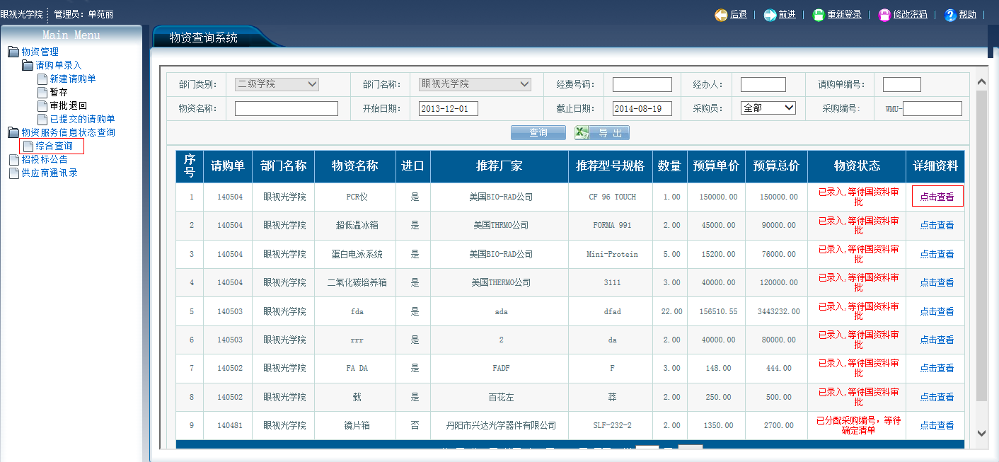 眼视光学院 管理员: 单苑丽 后退 前进 重新登录 修改密码 帮助
Main Menu
物资管理
请购单录入
新建请购单
暂存
审批退回
已提交的请购单
物资服务信息状态查询
综合查询
招投标公告
供应商通讯录
物资查询系统
部门类别: 二级学院 部门名称: 眼视光学院 经费号码: 经办人: 请购单编号:
物资名称: 开始日期: 2013-12-01 截止日期: 2014-08-19 采购员: 全部 采购编号: WMU-
查询 导 出
序号 请购单 部门名称 物资名称 进口 推荐厂家 推荐型号规格 数量 预算单价 预算总价 物资状态 详细资料
1 140504 眼视光学院 PCR仪 是 美国BIO-RAD公司 CF 96 TOUCH 1.00 150000.00 150000.00 已录入,等待国资科审批 点击查看
2 140504 眼视光学院 超低温冰箱 是 美国THRMO公司 FORMA 991 2.00 45000.00 90000.00 已录入,等待国资科审批 点击查看
3 140504 眼视光学院 蛋白电泳系统 是 美国BIO-RAD公司 Mini-Protein 5.00 15200.00 76000.00 已录入,等待国资科审批 点击查看
4 140504 眼视光学院 二氧化碳培养箱 是 美国THERMO公司 3111 3.00 40000.00 120000.00 已录入,等待国资科审批 点击查看
5 140503 眼视光学院 fda 是 ada dfad 22.00 156510.55 3443232.00 已录入,等待国资科审批 点击查看
6 140503 眼视光学院 rrr 是 2 da 2.00 40000.00 80000.00 已录入,等待国资科审批 点击查看
7 140502 眼视光学院 FA DA 是 FADF F 3.00 148.00 444.00 已录入,等待国资科审批 点击查看
8 140502 眼视光学院 载 是 百花左 莽 2.00 250.00 500.00 已录入,等待国资科审批 点击查看
9 140481 眼视光学院 镜片箱 否 丹阳市兴达光学器件有限公司 SLF-232-2 2.00 1350.00 2700.00 已分配采购编号，等待确定清单 点击查看